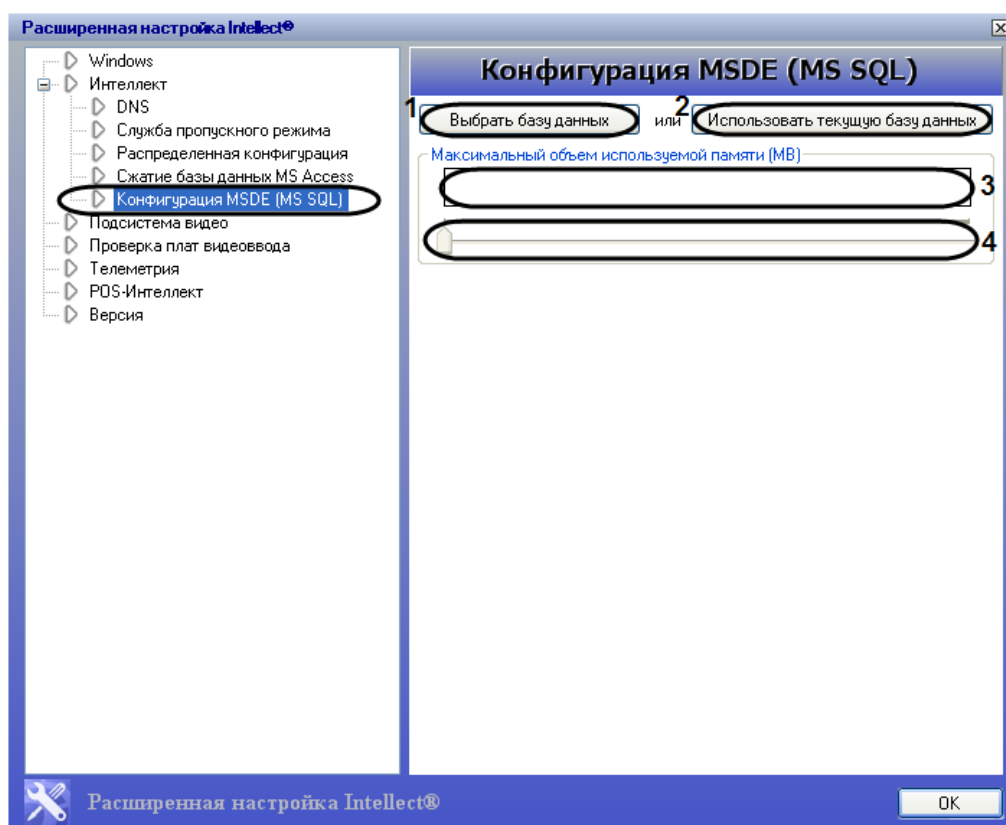 Расширенная настройка Intellect®
Windows
Интеллект
DNS
Служба пропускного режима
Распределенная конфигурация
Сжатие базы данных MS Access
Конфигурация MSDE (MS SQL)
Подсистема видео
Проверка плат видеоввода
Телеметрия
POS-Интеллект
Версия
Конфигурация MSDE (MS SQL)
1 Выбрать базу данных или 2 Использовать текущую базу данных
Максимальный объем используемой памяти (MB)
3
4
Расширенная настройка Intellect®
OK